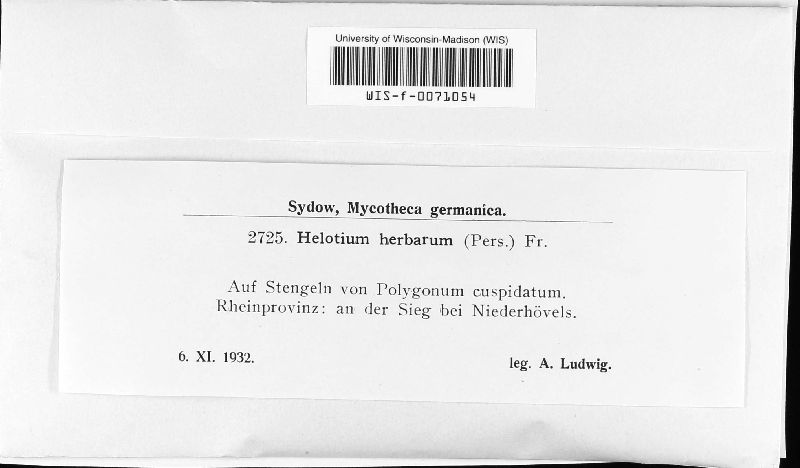 University of Wisconsin-Madison (WIS)
WIS-f-0071054
Sydow, Mycotheca germanica.
2725. Helotium herbarum (Pers.) Fr.
Auf Stengeln von Polygonum cuspidatum.
Rheinprovinz: an der Sieg bei Niederhövels.
6. XI. 1932. leg. A. Ludwig.